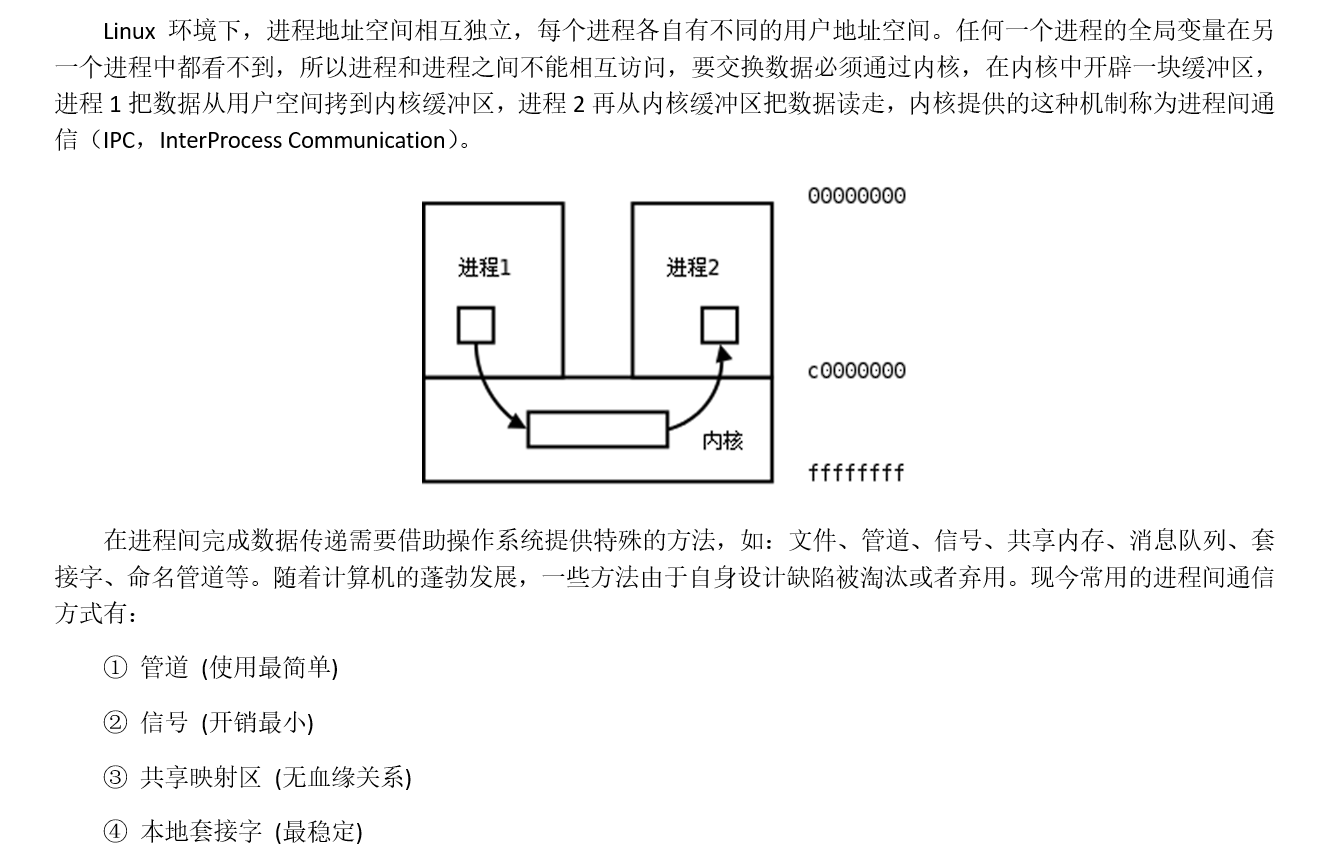 Linux 环境下，进程地址空间相互独立，每个进程各自有不同的用户地址空间。任何一个进程的全局变量在另
一个进程中都看不到，所以进程和进程之间不能相互访问，要交换数据必须通过内核，在内核中开辟一块缓冲区，
进程 1 把数据从用户空间拷到内核缓冲区，进程 2 再从内核缓冲区把数据读走，内核提供的这种机制称为进程间通
信（IPC，InterProcess Communication）。
00000000
进程1
进程2
c0000000
内核
ffffffff
在进程间完成数据传递需要借助操作系统提供特殊的方法，如：文件、管道、信号、共享内存、消息队列、套
接字、命名管道等。随着计算机的蓬勃发展，一些方法由于自身设计缺陷被淘汰或者弃用。现今常用的进程间通信
方式有：
① 管道 (使用最简单)
② 信号 (开销最小)
③ 共享映射区 (无血缘关系)
④ 本地套接字 (最稳定)